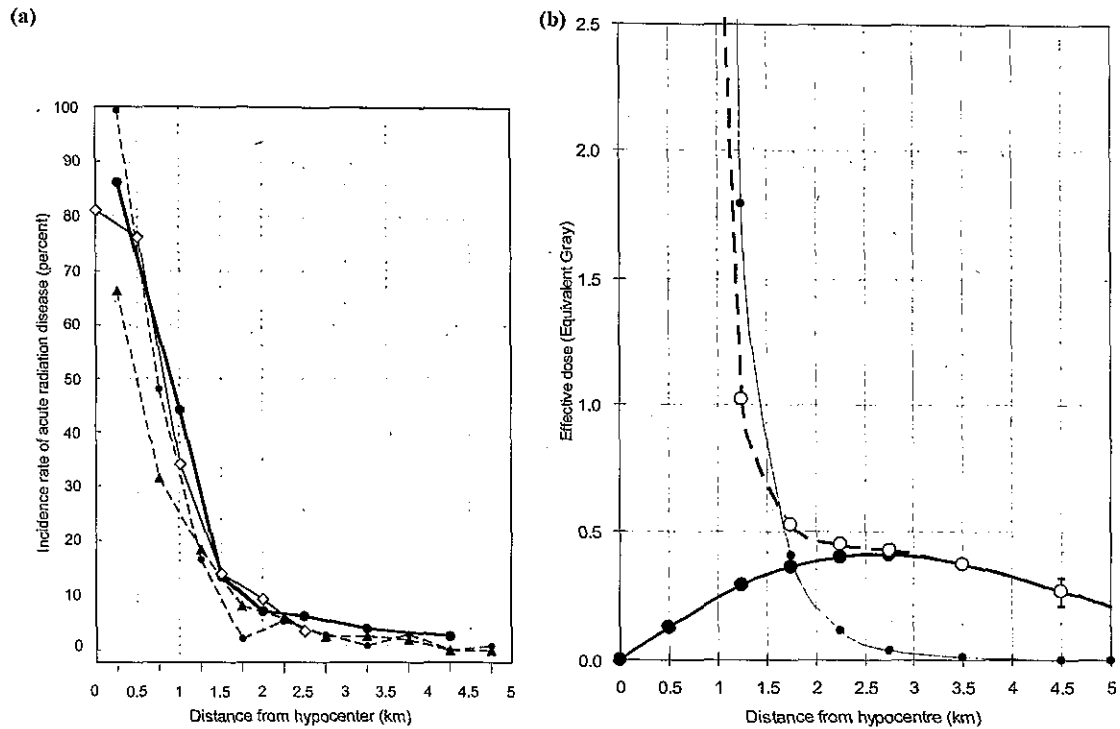 (a)
Incidence rate of acute radiation disease (percent)
100
90
80
70
60
50
40
30
20
10
0
0 0.5 1 0.5 2 2.5 3 3.5 4 4.5 5
Distance from hypocenter (km)
(b)
Effective dose (Equivalent Gray)
2.5
2.0
1.5
1.0
0.5
0.0
0 0.5 1.0 1.5 2 2.5 3 3.5 4 4.5 5
Distance from hypocentre (km)